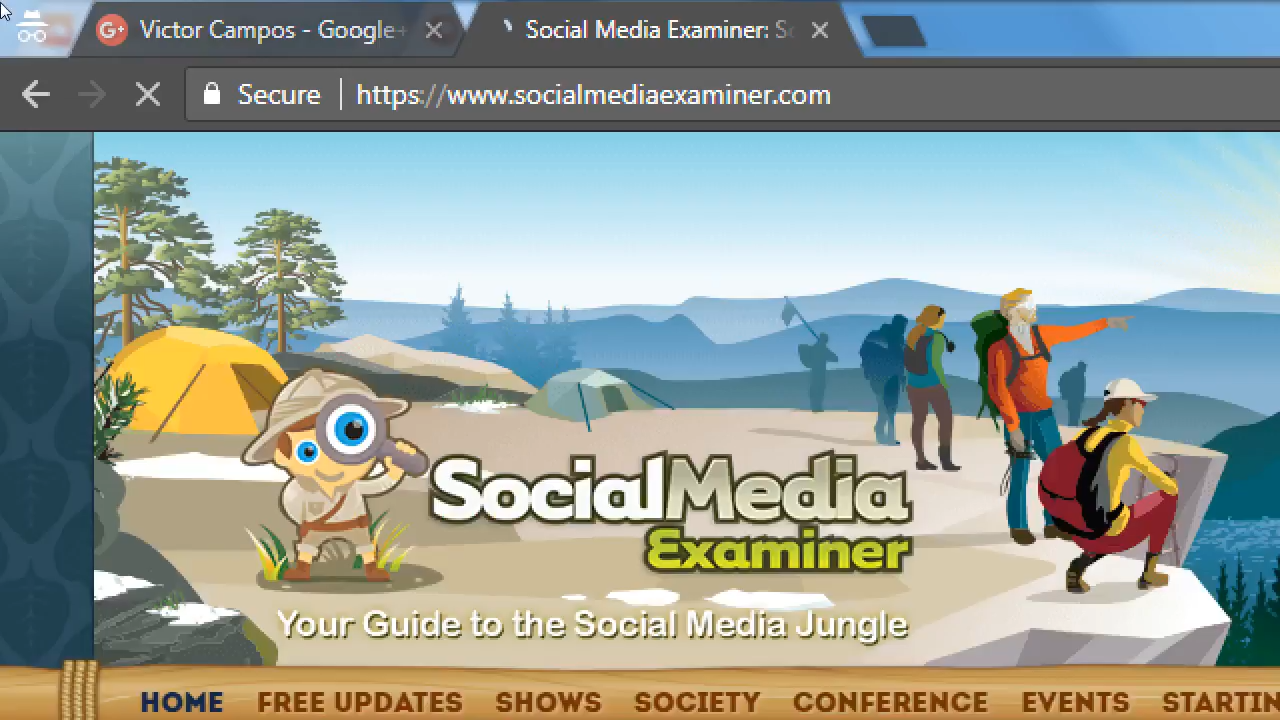 G+ Victor Campos - Google+
Social Media Examiner: S
Secure | https://www.socialmediaexaminer.com
SocialMedia
Examiner
Your Guide to the Social Media Jungle
HOME FREE UPDATES SHOWS SOCIETY CONFERENCE EVENTS STARTIN